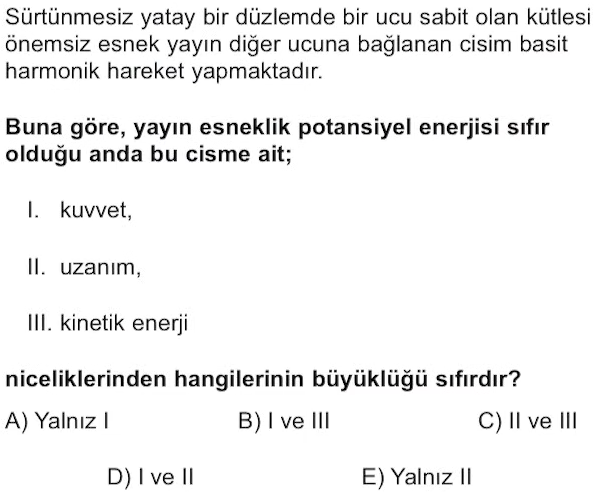 Sürtünmesiz yatay bir düzlemde bir ucu sabit olan kütlesi
önemsiz esnek yayın diğer ucuna bağlanan cisim basit
harmonik hareket yapmaktadır.
Buna göre, yayın esneklik potansiyel enerjisi sıfır
olduğu anda bu cisme ait;
I. kuvvet,
II. uzanım,
III. kinetik enerji
niceliklerinden hangilerinin büyüklüğü sıfırdır?
A) Yalnız I B) I ve III C) II ve III
D) I ve II E) Yalnız II